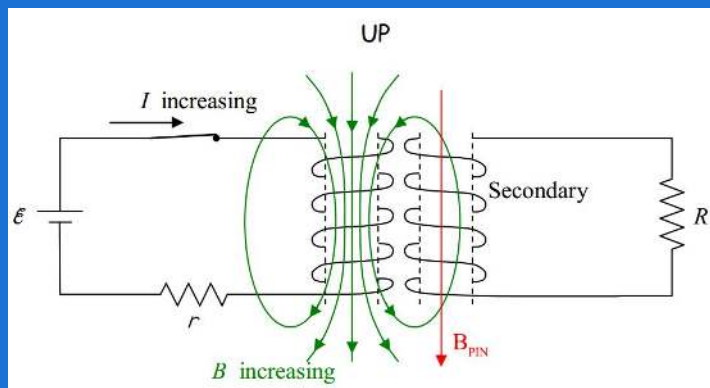 UP
I increasing
Secondary
ℰ
R
r
B_PIN
B increasing